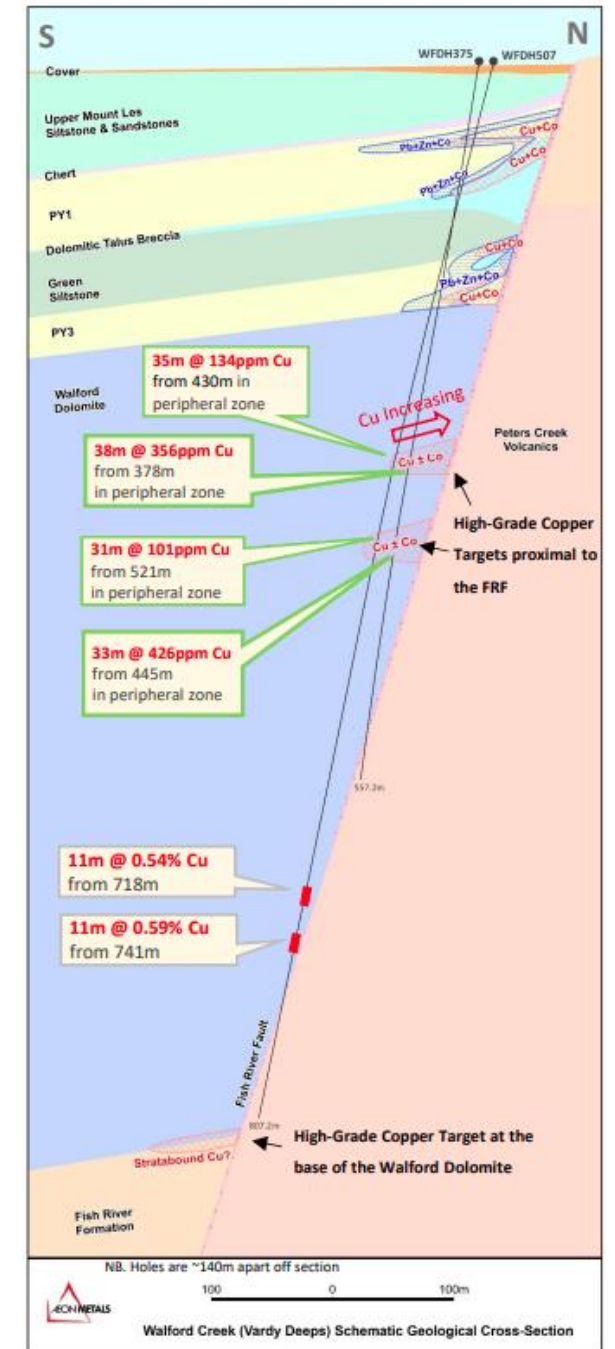 S
N
WFDH375
WFDH507
Cover
Upper Mount Les
Siltstone & Sandstones
Cu+Co
Pb+Zn+Co
Cu+Co
Chert
Pb+Zn+Co
PY1
Dolomitic Talus Breccia
Cu+Co
Green
Siltstone
Pb+Zn+Co
Cu+Co
PY3
35m @ 134ppm Cu
from 430m in
peripheral zone
Walford
Dolomite
Cu Increasing
Peters Creek
Volcanics
38m @ 356ppm Cu
from 378m
in peripheral zone
Cu ± Co
High-Grade Copper
Targets proximal to
the FRF
31m @ 101ppm Cu
from 521m
in peripheral zone
Cu ± Co
33m @ 426ppm Cu
from 445m
in peripheral zone
557.2m
11m @ 0.54% Cu
from 718m
11m @ 0.59% Cu
from 741m
Fish River Fault
807.2m
High-Grade Copper Target at the
base of the Walford Dolomite
Stratabound Cu?
Fish River
Formation
NB. Holes are ~140m apart off section
100
0
100m
ÆON METALS
Walford Creek (Vardy Deeps) Schematic Geological Cross-Section